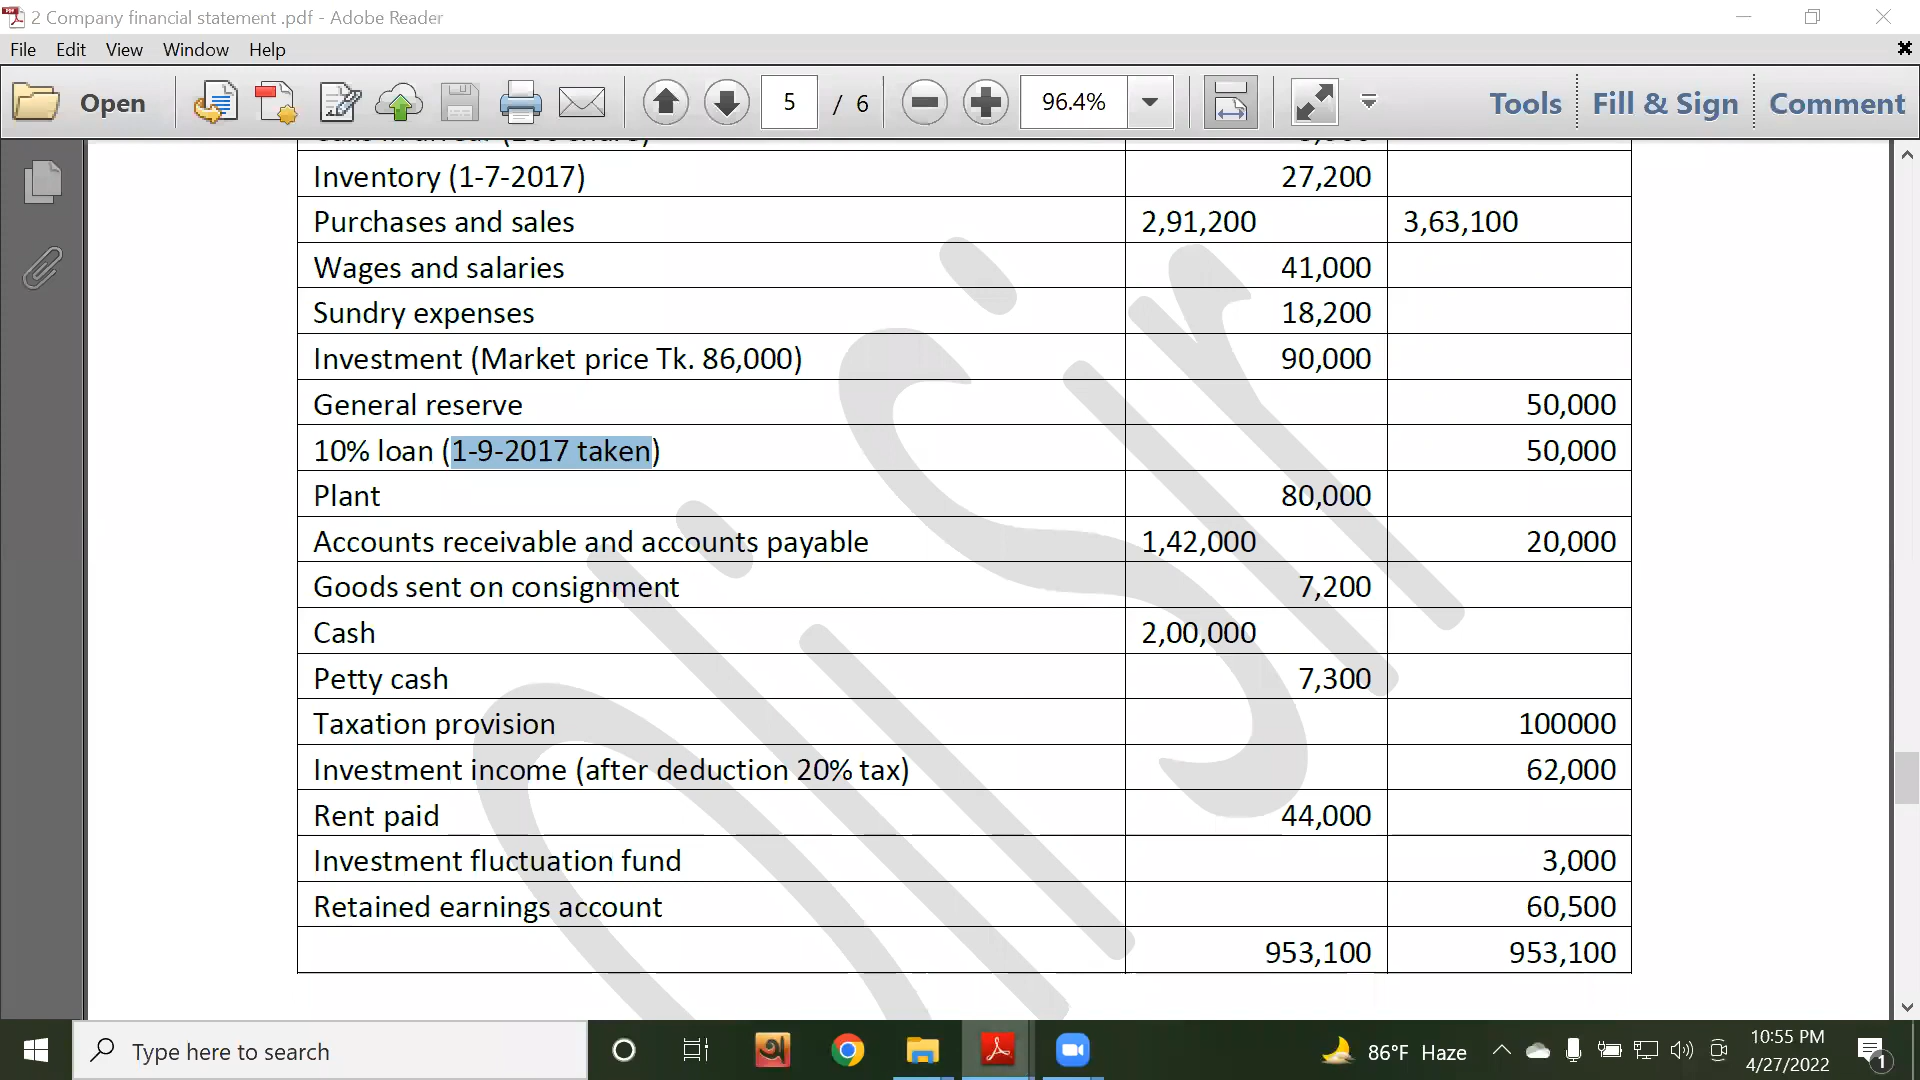 2 Company financial statement .pdf - Adobe Reader
File Edit View Window Help
Open 5 / 6 96.4% Tools Fill & Sign Comment
Inventory (1-7-2017) 27,200
Purchases and sales 2,91,200 3,63,100
Wages and salaries 41,000
Sundry expenses 18,200
Investment (Market price Tk. 86,000) 90,000
General reserve 50,000
10% loan (1-9-2017 taken) 50,000
Plant 80,000
Accounts receivable and accounts payable 1,42,000 20,000
Goods sent on consignment 7,200
Cash 2,00,000
Petty cash 7,300
Taxation provision 100000
Investment income (after deduction 20% tax) 62,000
Rent paid 44,000
Investment fluctuation fund 3,000
Retained earnings account 60,500
953,100 953,100
Type here to search
86°F Haze
10:55 PM
4/27/2022
1